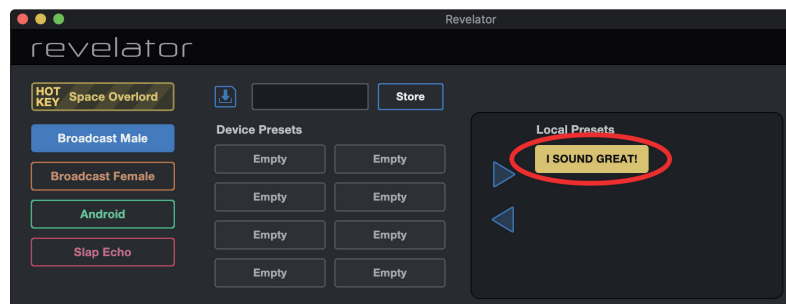 Revelator
revelator
HOT KEY Space Overlord
Store
Broadcast Male
Device Presets
Local Presets
Empty
Empty
I SOUND GREAT!
Broadcast Female
Empty
Empty
Android
Empty
Empty
Slap Echo
Empty
Empty